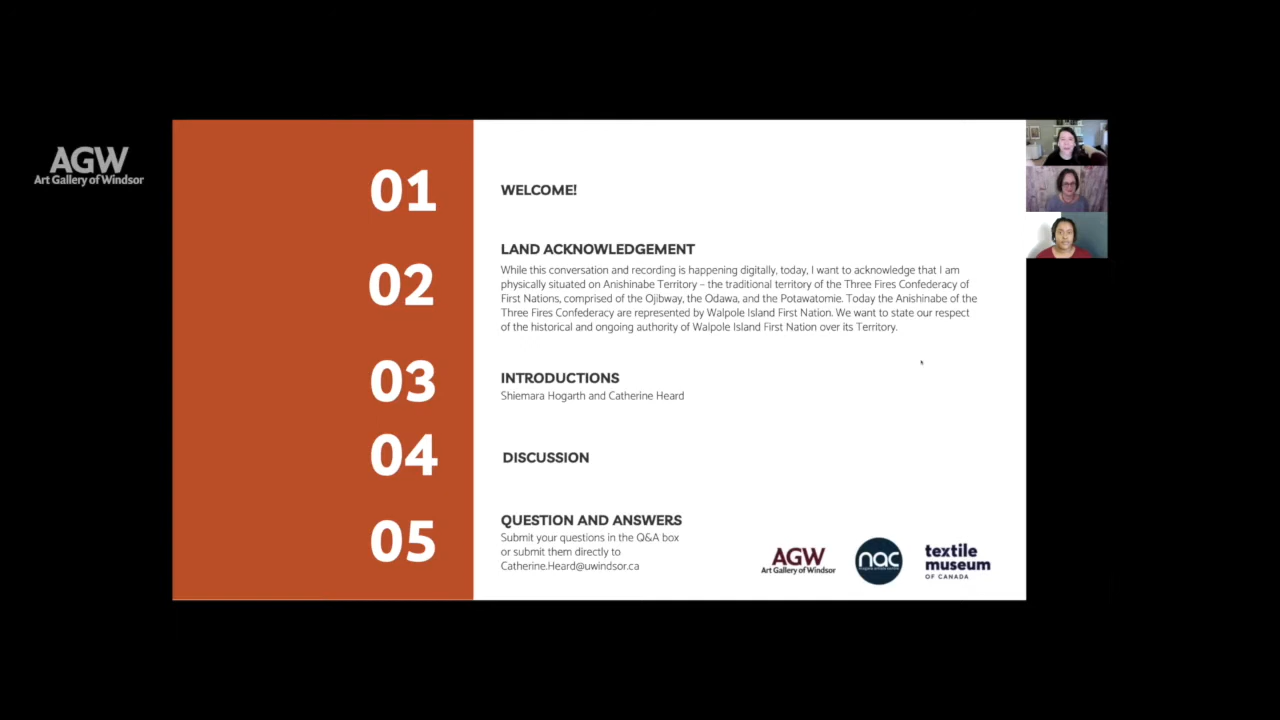 AGW
Art Gallery of Windsor
01
WELCOME!
02
LAND ACKNOWLEDGEMENT
While this conversation and recording is happening digitally, today, I want to acknowledge that I am
physically situated on Anishinabe Territory – the traditional territory of the Three Fires Confederacy of
First Nations, comprised of the Ojibway, the Odawa, and the Potawatomie. Today the Anishinabe of the
Three Fires Confederacy are represented by Walpole Island First Nation. We want to state our respect
of the historical and ongoing authority of Walpole Island First Nation over its Territory.
03
INTRODUCTIONS
Shiemara Hogarth and Catherine Heard
04
DISCUSSION
05
QUESTION AND ANSWERS
Submit your questions in the Q&A box
or submit them directly to
Catherine.Heard@uwindsor.ca
AGW
Art Gallery of Windsor
nac
niagara artists centre
textile
museum
OF CANADA